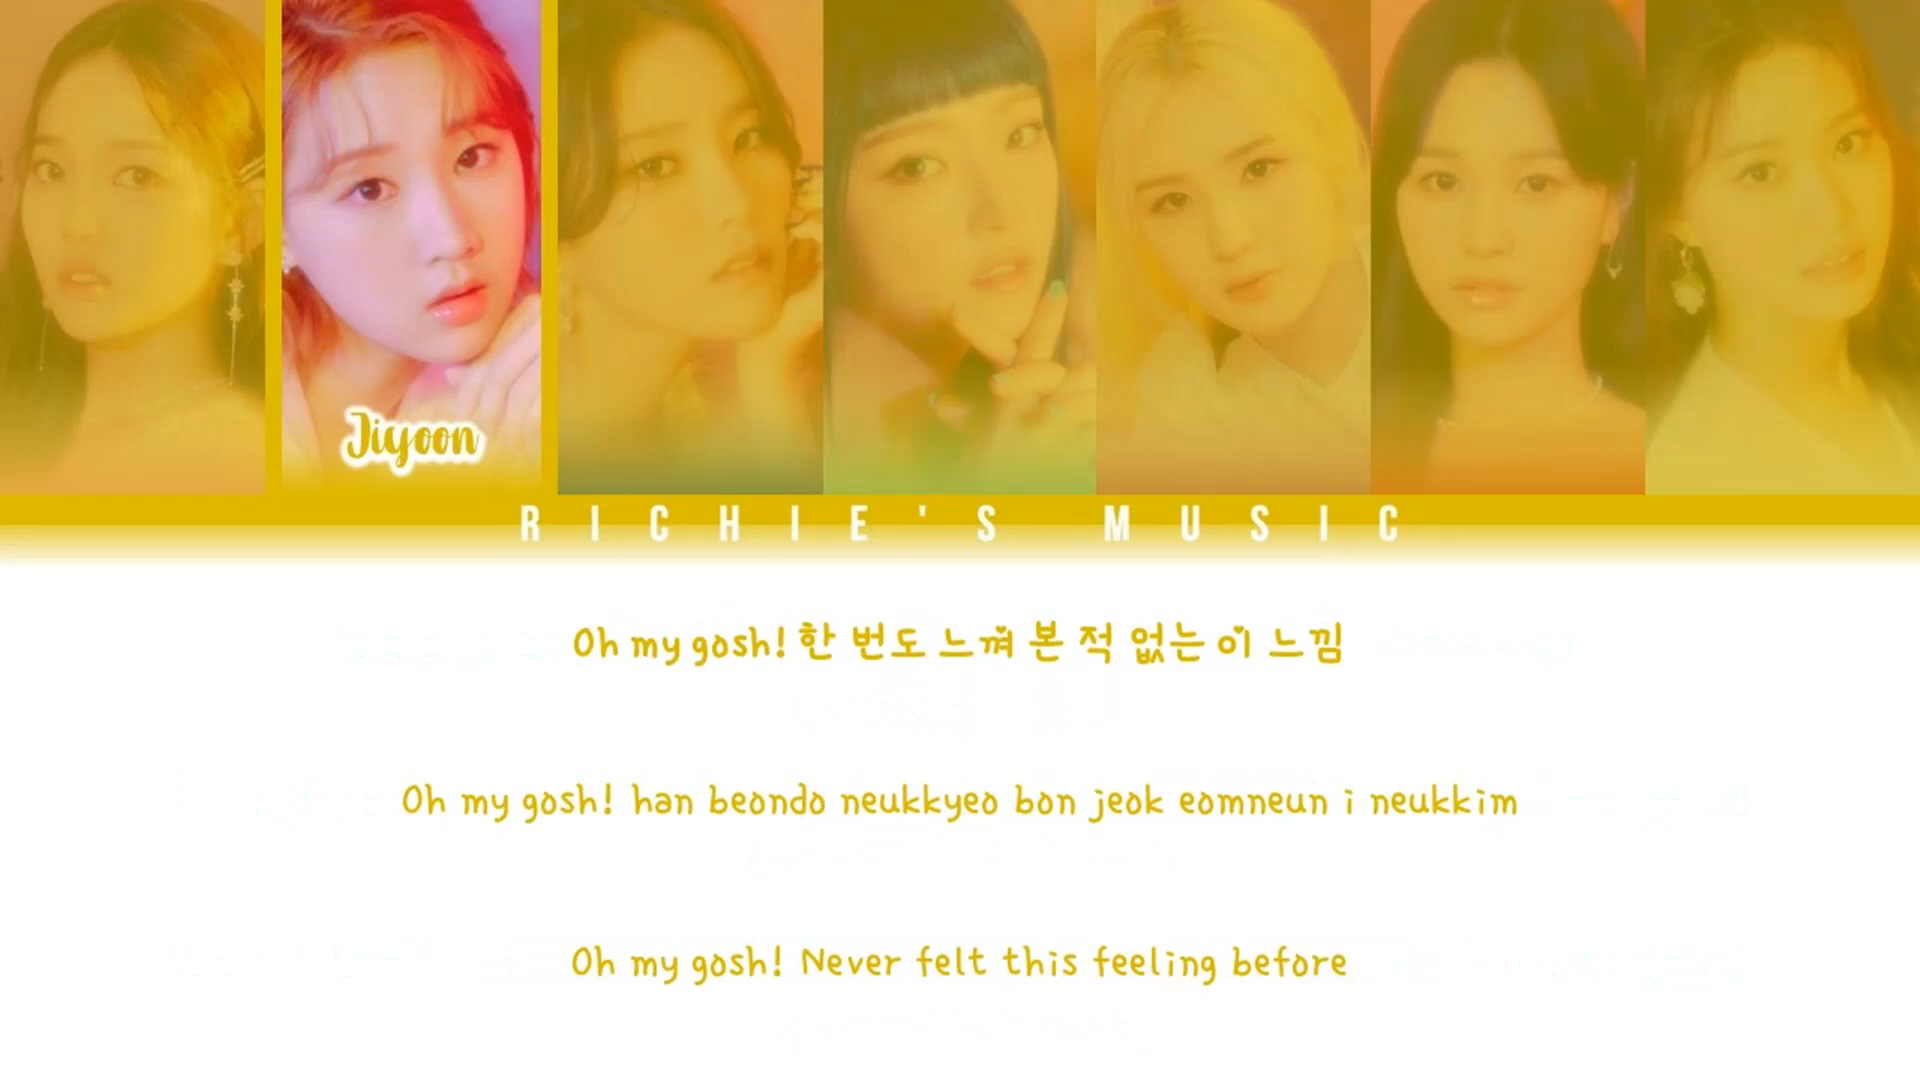 Jiyoon
RICHIE'S MUSIC
Oh my gosh! 한 번도 느껴 본 적 없는 이 느낌
Oh my gosh! han beondo neukkyeo bon jeok eomneun i neukkim
Oh my gosh! Never felt this feeling before